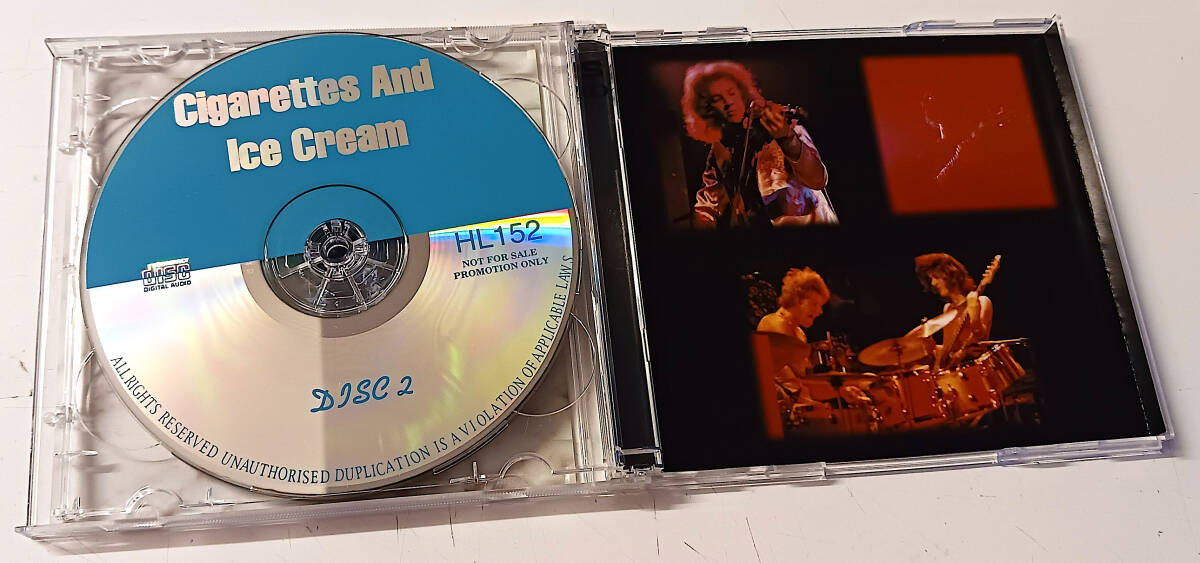 Cigarettes And
Ice Cream
HL152
NOT FOR SALE
PROMOTION ONLY
DISC
DIGITAL AUDIO
DISC 2
ALL RIGHTS RESERVED UNAUTHORISED DUPLICATION IS A VIOLATION OF APPLICABLE LAWS